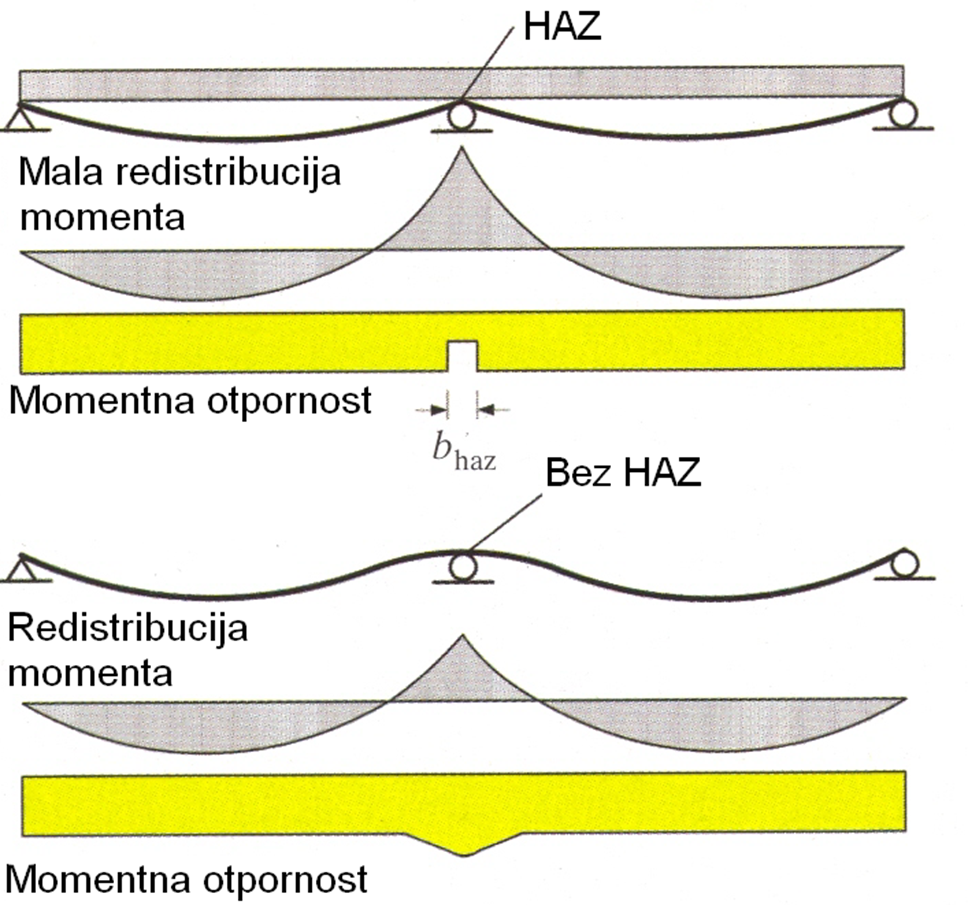 HAZ
Mala redistribucija
momenta
Momentna otpornost
b haz
Bez HAZ
Redistribucija
momenta
Momentna otpornost